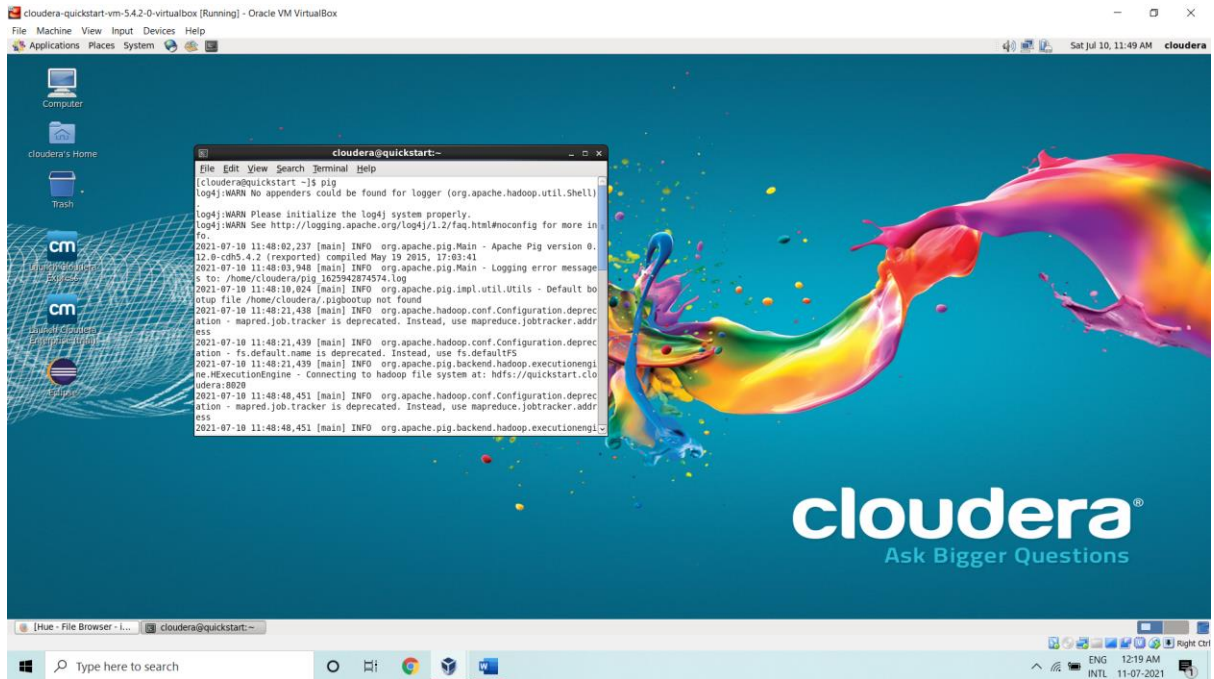 cloudera-quickstart-vm-5.4.2-0-virtualbox [Running] - Oracle VM VirtualBox
File Machine View Input Devices Help
Applications Places System
Sat Jul 10, 11:49 AM cloudera
Computer
cloudera's Home
Trash
cm
Launch Cloudera
Express
cm
Launch Cloudera
Enterprise (trial)
Eclipse
cloudera@quickstart:~
File Edit View Search Terminal Help
[cloudera@quickstart ~]$ pig
log4j:WARN No appenders could be found for logger (org.apache.hadoop.util.Shell)
.
log4j:WARN Please initialize the log4j system properly.
log4j:WARN See http://logging.apache.org/log4j/1.2/faq.html#noconfig for more in
fo.
2021-07-10 11:48:02,237 [main] INFO org.apache.pig.Main - Apache Pig version 0.
12.0-cdh5.4.2 (rexported) compiled May 19 2015, 17:03:41
2021-07-10 11:48:03,948 [main] INFO org.apache.pig.Main - Logging error message
s to: /home/cloudera/pig_1625942874574.log
2021-07-10 11:48:10,024 [main] INFO org.apache.pig.impl.util.Utils - Default bo
otup file /home/cloudera/.pigbootup not found
2021-07-10 11:48:21,438 [main] INFO org.apache.hadoop.conf.Configuration.deprec
ation - mapred.job.tracker is deprecated. Instead, use mapreduce.jobtracker.addr
ess
2021-07-10 11:48:21,439 [main] INFO org.apache.hadoop.conf.Configuration.deprec
ation - fs.default.name is deprecated. Instead, use fs.defaultFS
2021-07-10 11:48:21,439 [main] INFO org.apache.pig.backend.hadoop.executionengi
ne.HExecutionEngine - Connecting to hadoop file system at: hdfs://quickstart.clo
udera:8020
2021-07-10 11:48:48,451 [main] INFO org.apache.hadoop.conf.Configuration.deprec
ation - mapred.job.tracker is deprecated. Instead, use mapreduce.jobtracker.addr
ess
2021-07-10 11:48:48,451 [main] INFO org.apache.pig.backend.hadoop.executionengi
cloudera®
Ask Bigger Questions
[Hue - File Browser - i...
cloudera@quickstart:~
Right Ctrl
Type here to search
ENG
INTL
12:19 AM
11-07-2021
1